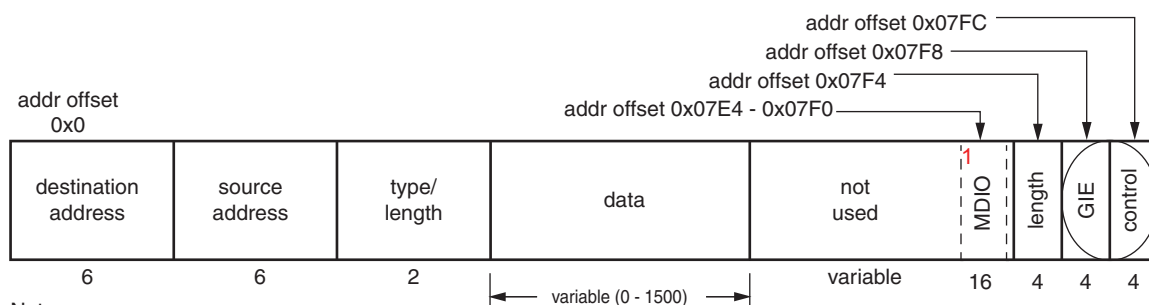 addr offset 0x07FC
addr offset 0x07F8
addr offset 0x07F4
addr offset 0x07E4 - 0x07F0
addr offset
0x0
destination
address
source
address
type/
length
data
not
used
1
MDIO
length
GIE
control
6
6
2
variable (0 - 1500)
variable
16
4
4
4